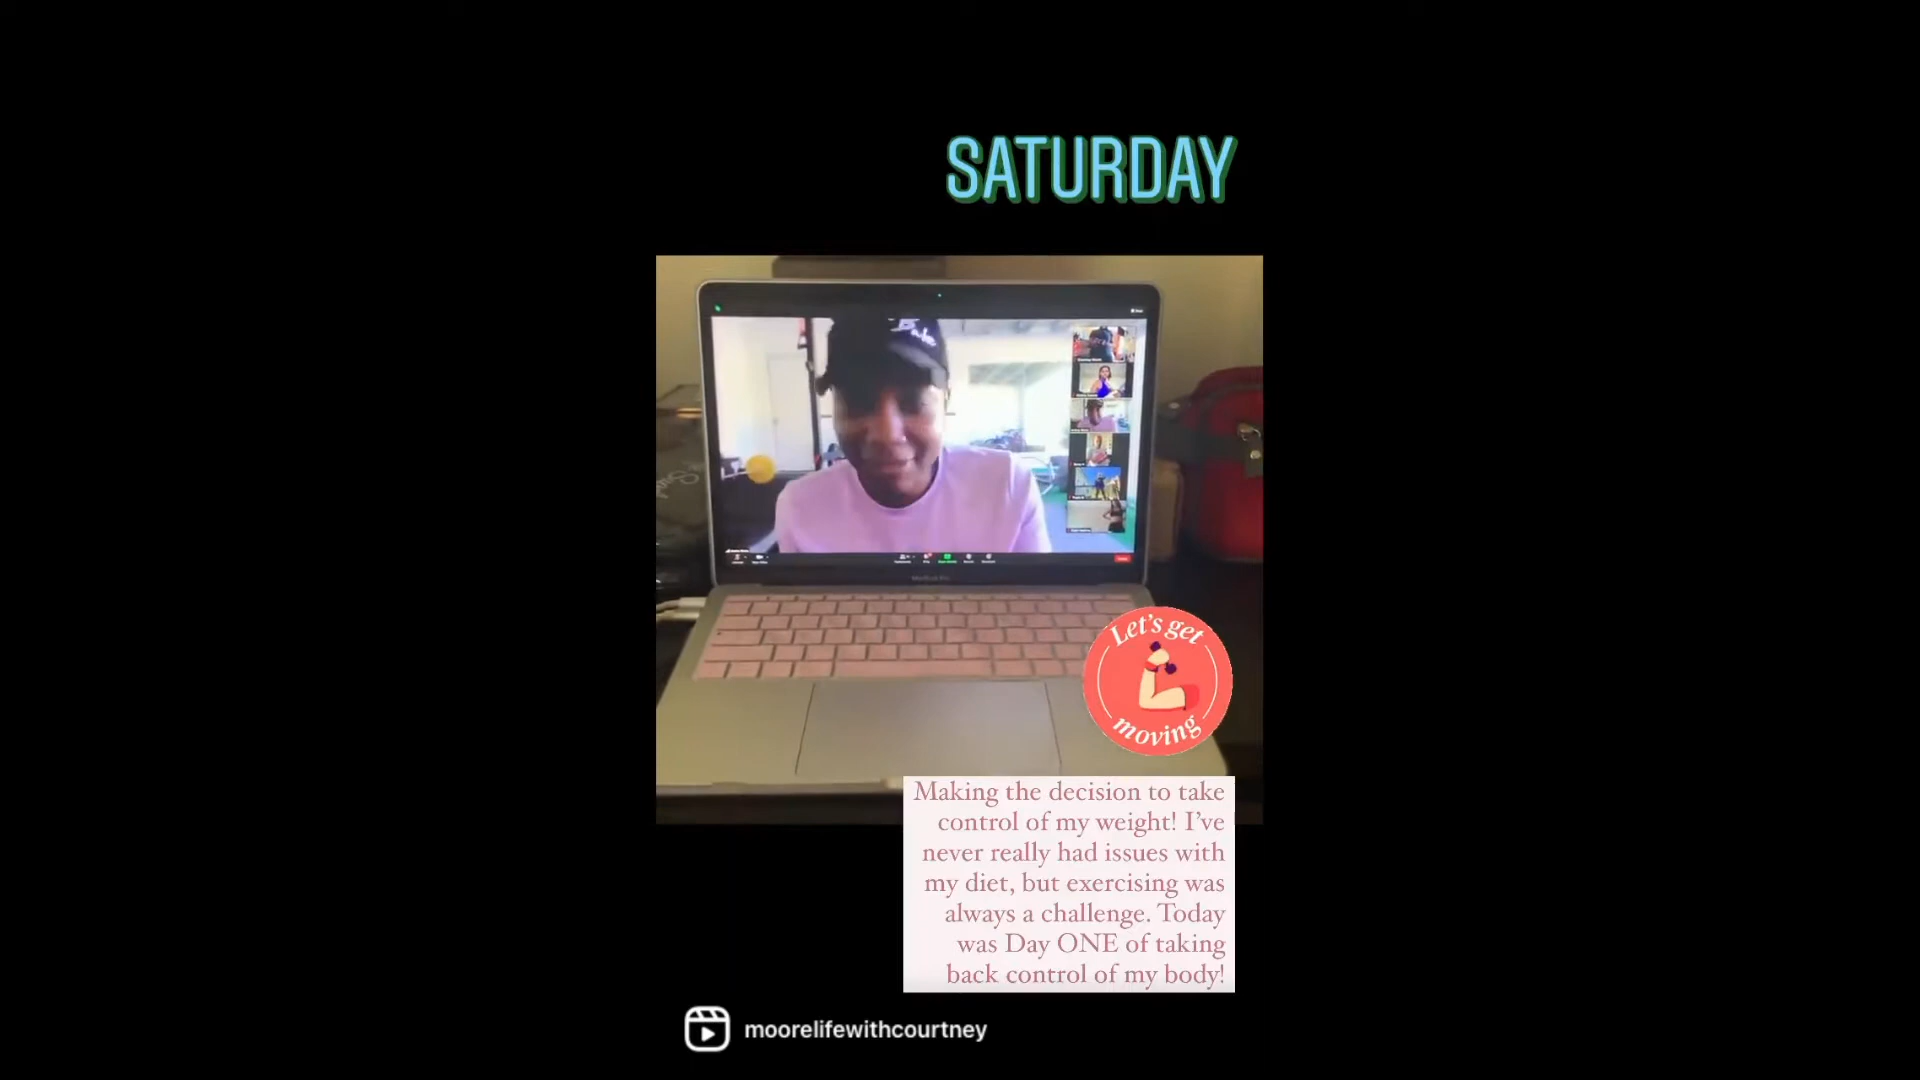 SATURDAY
Let's get
moving
Making the decision to take
control of my weight! I've
never really had issues with
my diet, but exercising was
always a challenge. Today
was Day ONE of taking
back control of my body!
moorelifewithcourtney